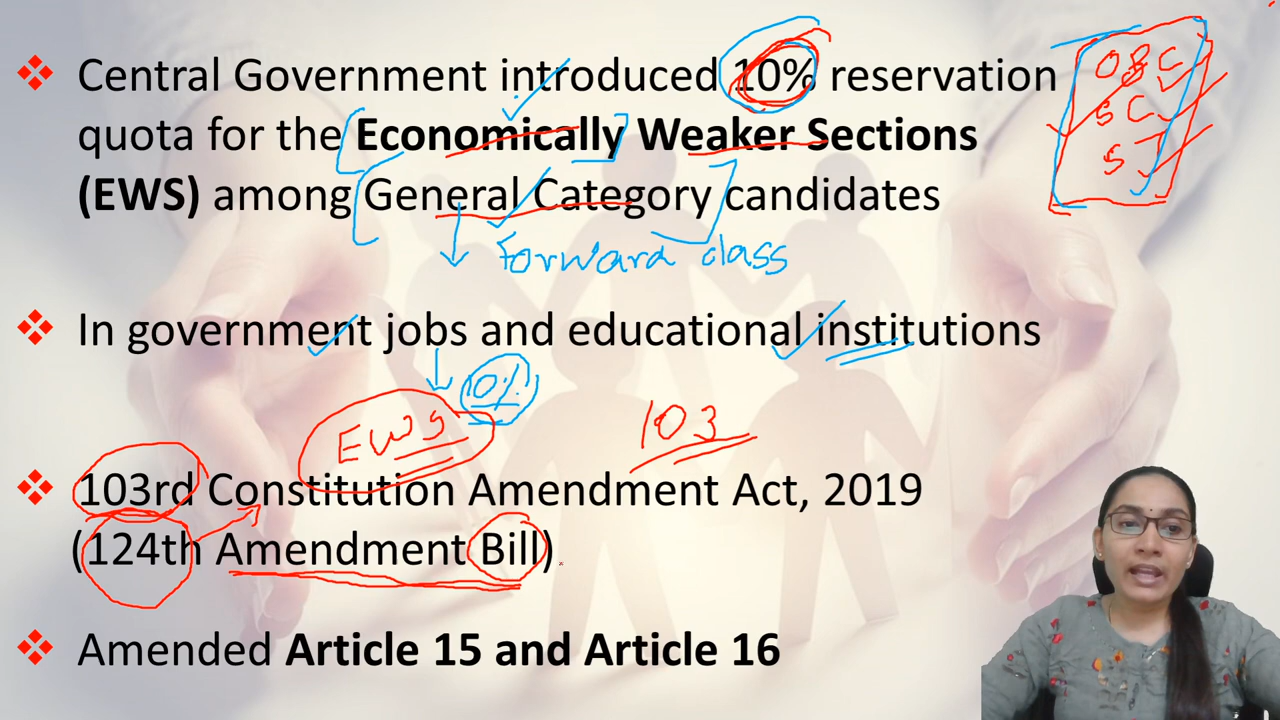 ❖ Central Government introduced 10% reservation
quota for the Economically Weaker Sections
(EWS) among General Category candidates
OBC
SC
ST
Forward class
❖ In government jobs and educational institutions
10%
EWS
103
❖ 103rd Constitution Amendment Act, 2019
(124th Amendment Bill)
❖ Amended Article 15 and Article 16